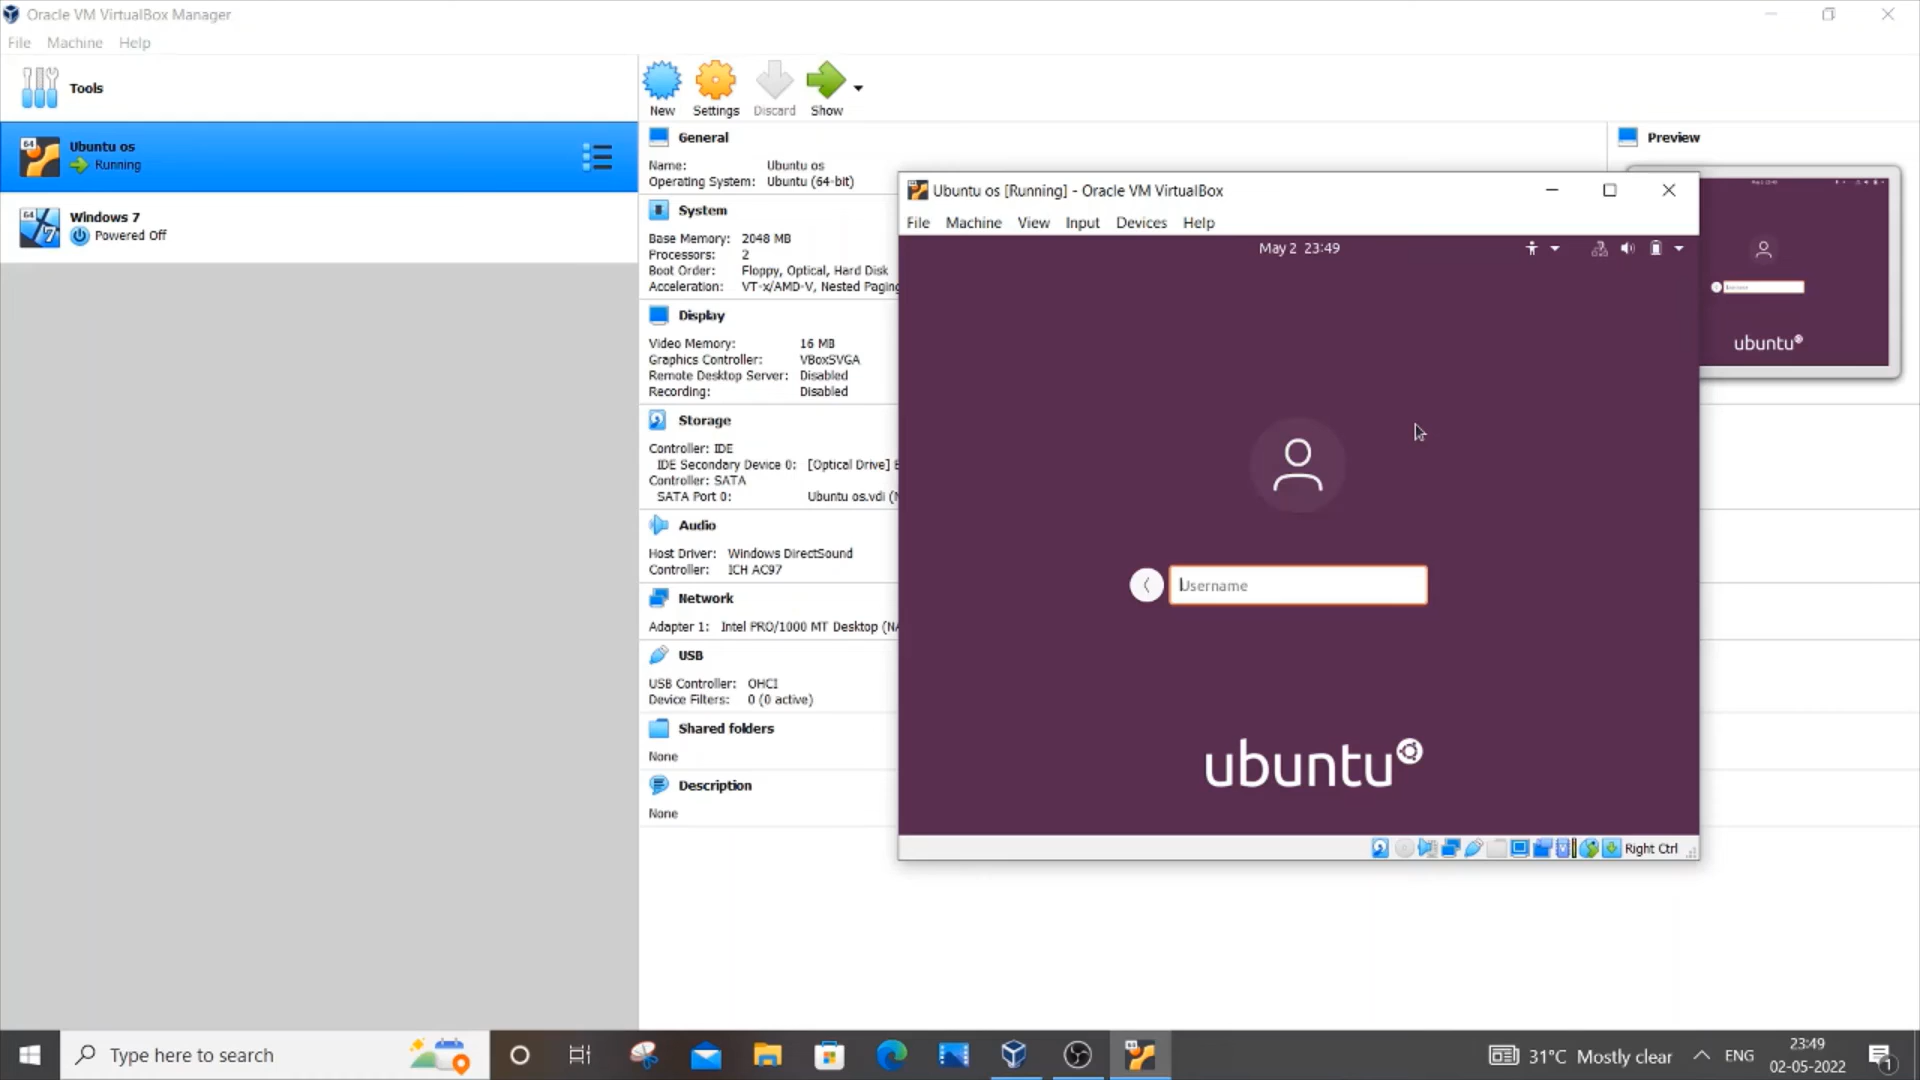 Oracle VM VirtualBox Manager
File Machine Help
Tools
Ubuntu os
Running
Windows 7
Powered Off
New Settings Discard Show
General
Name: Ubuntu os
Operating System: Ubuntu (64-bit)
System
Base Memory: 2048 MB
Processors: 2
Boot Order: Floppy, Optical, Hard Disk
Acceleration: VT-x/AMD-V, Nested Paging
Display
Video Memory: 16 MB
Graphics Controller: VBoxSVGA
Remote Desktop Server: Disabled
Recording: Disabled
Storage
Controller: IDE
IDE Secondary Device 0: [Optical Drive]
Controller: SATA
SATA Port 0: Ubuntu os.vdi
Audio
Host Driver: Windows DirectSound
Controller: ICH AC97
Network
Adapter 1: Intel PRO/1000 MT Desktop
USB
USB Controller: OHCI
Device Filters: 0 (0 active)
Shared folders
None
Description
None
Preview
ubuntu
Ubuntu os [Running] - Oracle VM VirtualBox
File Machine View Input Devices Help
May 2 23:49
Username
ubuntu
Right Ctrl
Type here to search
31°C Mostly clear
ENG
23:49
02-05-2022
1